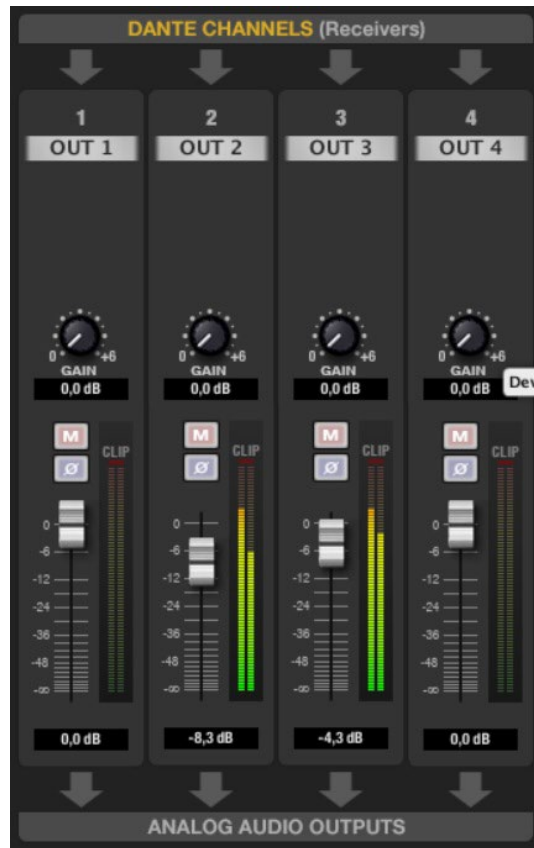 DANTE CHANNELS (Receivers)
1 2 3 4
OUT 1 OUT 2 OUT 3 OUT 4
0 +6 0 +6 0 +6 0 +6
GAIN GAIN GAIN GAIN
0,0 dB 0,0 dB 0,0 dB 0,0 dB Dev
M M M M
CLIP CLIP CLIP CLIP
Ø Ø Ø Ø
0 0 0 0
-6 -6 -6 -6
-12 -12 -12 -12
-24 -24 -24 -24
-36 -36 -36 -36
-48 -48 -48 -48
-∞ -∞ -∞ -∞
0,0 dB -8,3 dB -4,3 dB 0,0 dB
ANALOG AUDIO OUTPUTS